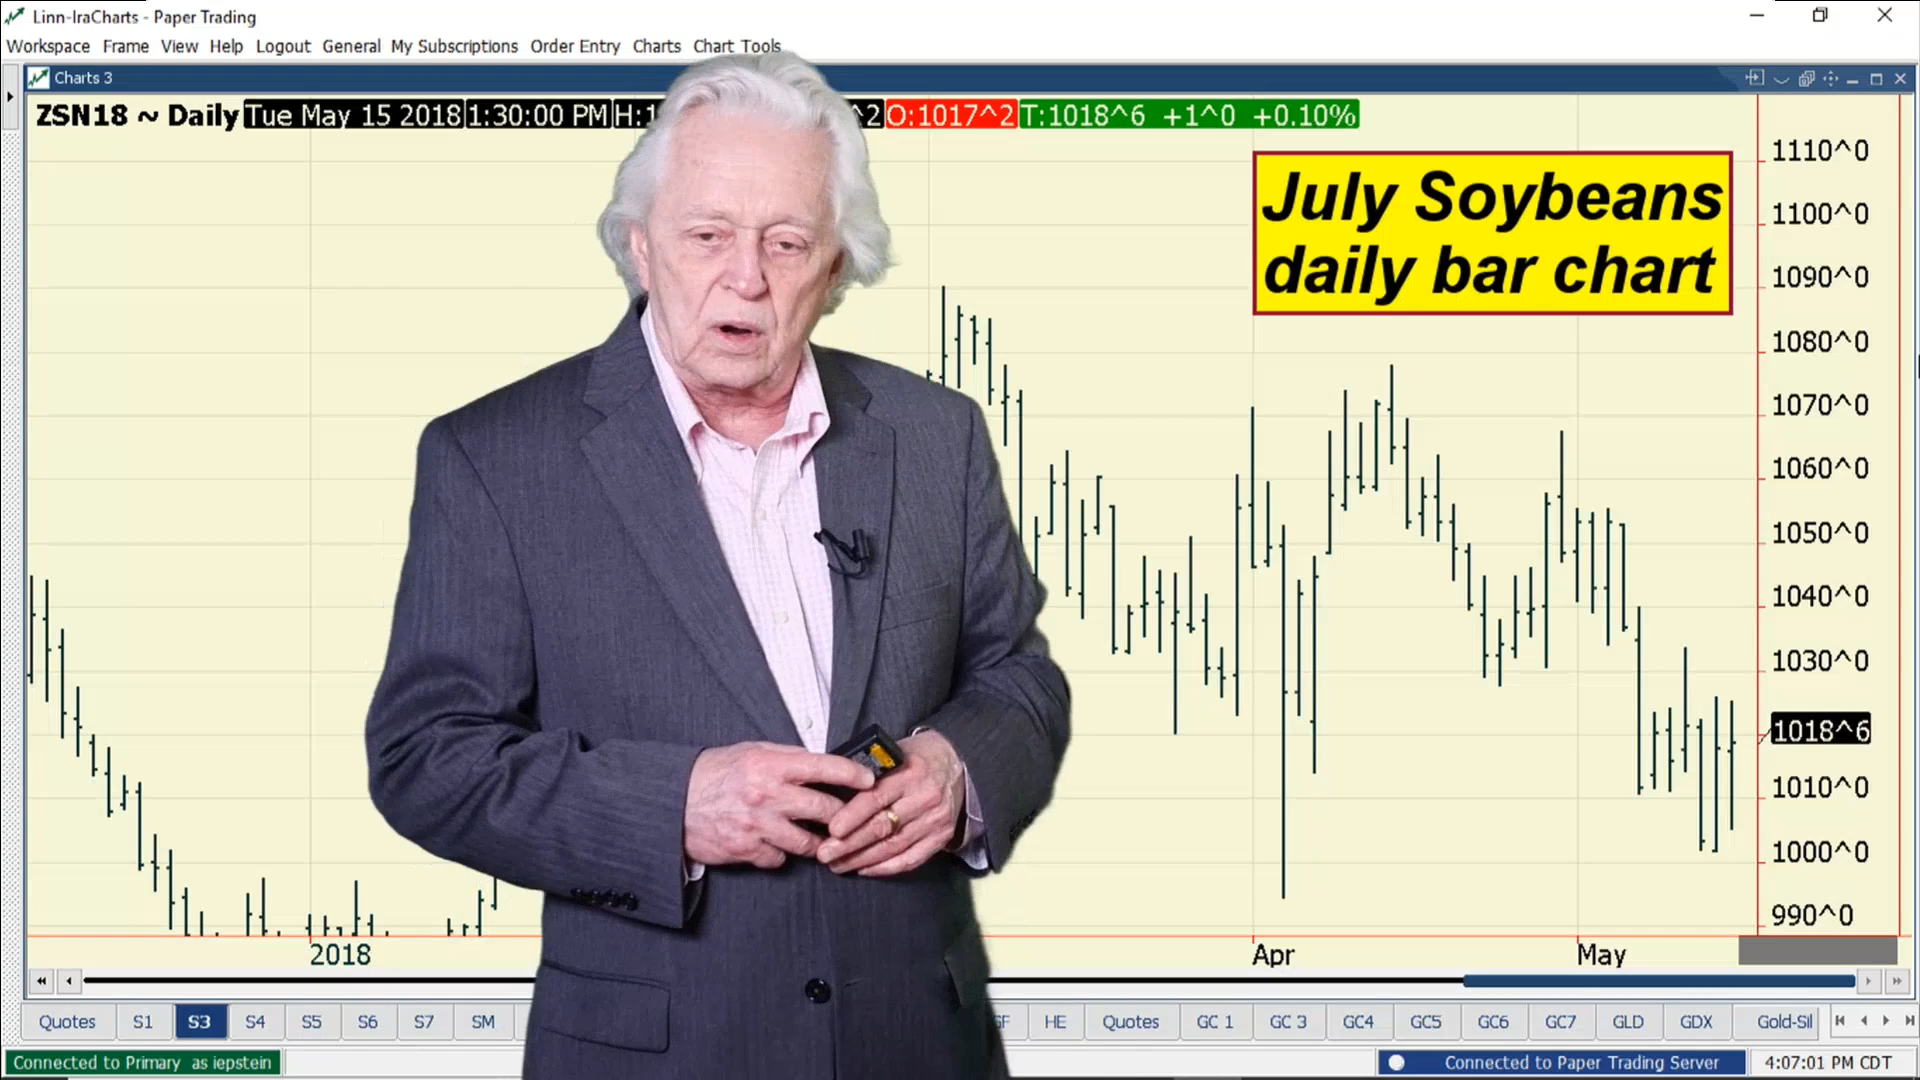 Linn-IraCharts - Paper Trading
Workspace Frame View Help Logout General My Subscriptions Order Entry Charts Chart Tools
Charts 3
ZSN18 ~ Daily Tue May 15 2018 1:30:00 PM H:1 ^2 O:1017^2 T:1018^6 +1^0 +0.10%
July Soybeans
daily bar chart
1110^0
1100^0
1090^0
1080^0
1070^0
1060^0
1050^0
1040^0
1030^0
1018^6
1010^0
1000^0
990^0
2018 Apr May
Quotes S1 S3 S4 S5 S6 S7 SM HE Quotes GC 1 GC 3 GC4 GC5 GC6 GC7 GLD GDX Gold-Sil
Connected to Primary as iepstein Connected to Paper Trading Server 4:07:01 PM CDT